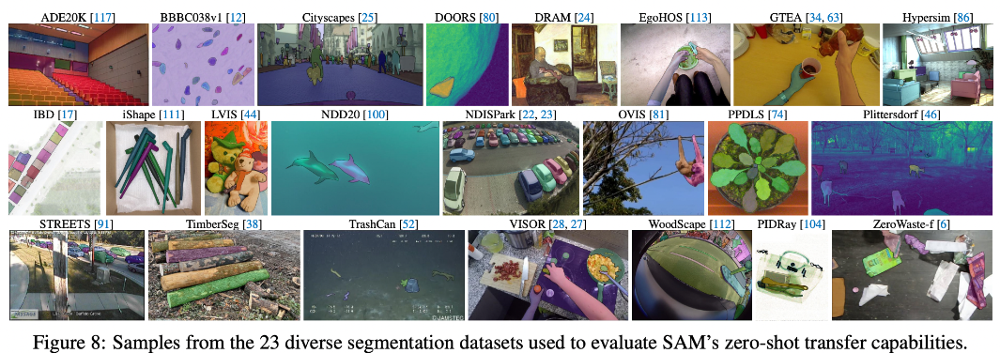 ADE20K [117] BBBC038v1 [12] Cityscapes [25] DOORS [80] DRAM [24] EgoHOS [113] GTEA [34, 63] Hypersim [86]
IBD [17] iShape [111] LVIS [44] NDD20 [100] NDISPark [22, 23] OVIS [81] PPDLS [74] Plittersdorf [46]
STREETS [91] TimberSeg [38] TrashCan [52] VISOR [28, 27] WoodScape [112] PIDRay [104] ZeroWaste-f [6]
JAMSTEC
Figure 8: Samples from the 23 diverse segmentation datasets used to evaluate SAM's zero-shot transfer capabilities.